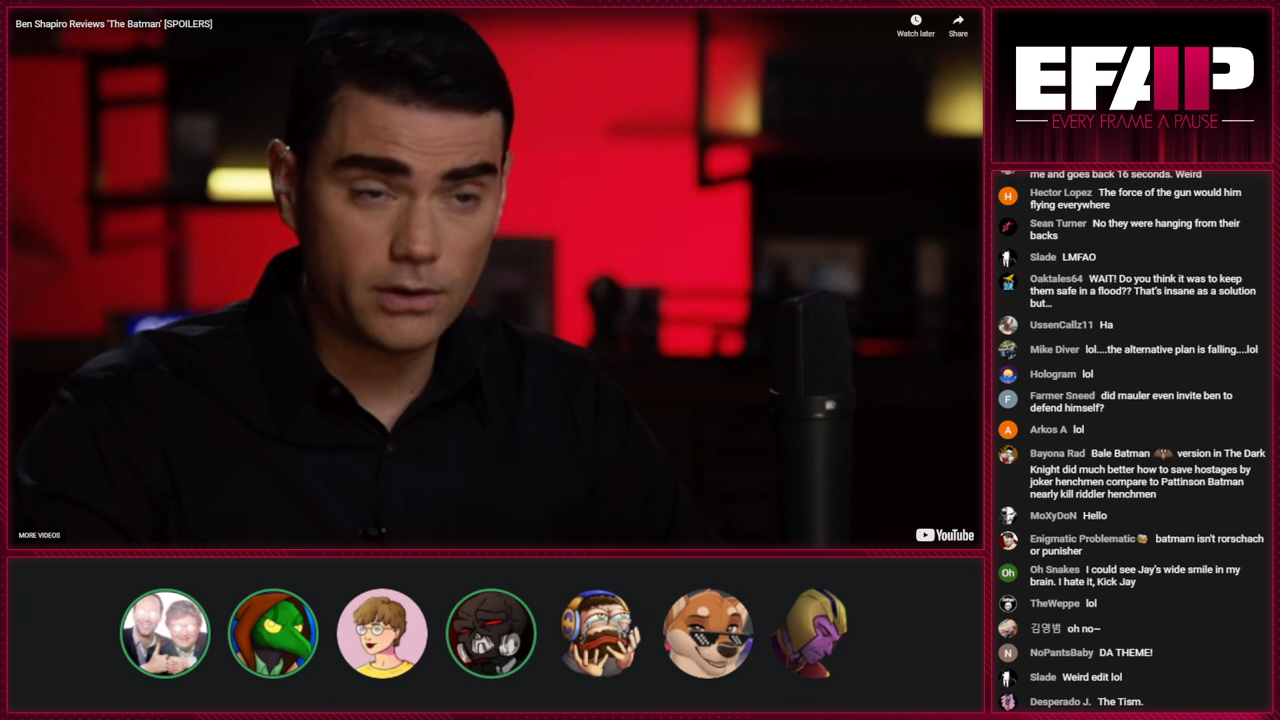 Ben Shapiro Reviews 'The Batman' [SPOILERS]
Watch later
Share
MORE VIDEOS
YouTube
EFAP
EVERY FRAME A PAUSE
me and goes back 16 seconds. Weird
H
Hector Lopez The force of the gun would him
flying everywhere
Sean Turner No they were hanging from their
backs
Slade LMFAO
Oaktales64 WAIT! Do you think it was to keep
them safe in a flood?? That's insane as a solution
but...
UssenCallz11 Ha
Mike Diver lol....the alternative plan is falling....lol
Hologram lol
F
Farmer Sneed did mauler even invite ben to
defend himself?
A
Arkos A lol
Bayona Rad Bale Batman 🦇 version in The Dark
Knight did much better how to save hostages by
joker henchmen compare to Pattinson Batman
nearly kill riddler henchmen
MoXyDoN Hello
Enigmatic Problematic🍻 batmam isn't rorschach
or punisher
Oh
Oh Snakes I could see Jay's wide smile in my
brain. I hate it, Kick Jay
TheWeppe lol
김영범 oh no~
N
NoPantsBaby DA THEME!
Slade Weird edit lol
Desperado J. The Tism.